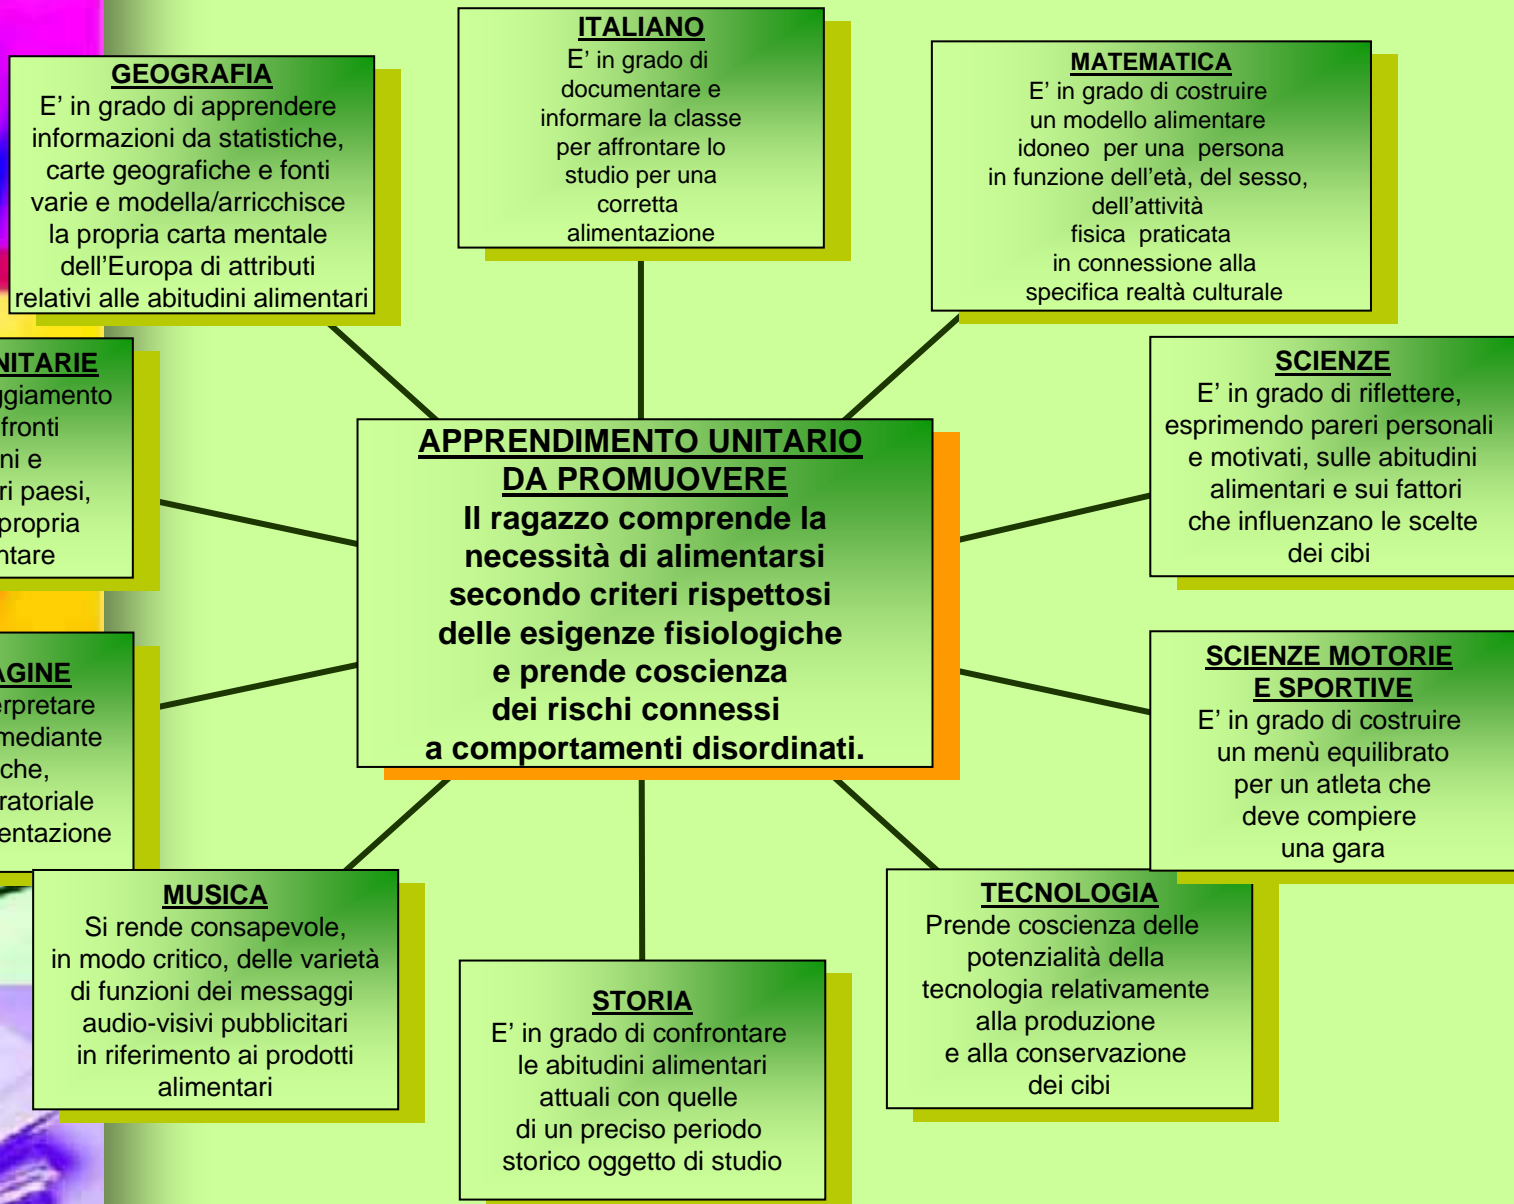 GEOGRAFIA
E’ in grado di apprendere
informazioni da statistiche,
carte geografiche e fonti
varie e modella/arricchisce
la propria carta mentale
dell’Europa di attributi
relativi alle abitudini alimentari
ITALIANO
E’ in grado di
documentare e
informare la classe
per affrontare lo
studio per una
corretta
alimentazione
MATEMATICA
E’ in grado di costruire
un modello alimentare
idoneo per una persona
in funzione dell’età, del sesso,
dell’attività
fisica praticata
in connessione alla
specifica realtà culturale
NITARIE
ggiamento
fronti
ni e
ri paesi,
propria
ntare
APPRENDIMENTO UNITARIO
DA PROMUOVERE
Il ragazzo comprende la
necessità di alimentarsi
secondo criteri rispettosi
delle esigenze fisiologiche
e prende coscienza
dei rischi connessi
a comportamenti disordinati.
SCIENZE
E’ in grado di riflettere,
esprimendo pareri personali
e motivati, sulle abitudini
alimentari e sui fattori
che influenzano le scelte
dei cibi
AGINE
erpretare
mediante
che,
ratoriale
entazione
SCIENZE MOTORIE
E SPORTIVE
E’ in grado di costruire
un menù equilibrato
per un atleta che
deve compiere
una gara
MUSICA
Si rende consapevole,
in modo critico, delle varietà
di funzioni dei messaggi
audio-visivi pubblicitari
in riferimento ai prodotti
alimentari
STORIA
E’ in grado di confrontare
le abitudini alimentari
attuali con quelle
di un preciso periodo
storico oggetto di studio
TECNOLOGIA
Prende coscienza delle
potenzialità della
tecnologia relativamente
alla produzione
e alla conservazione
dei cibi